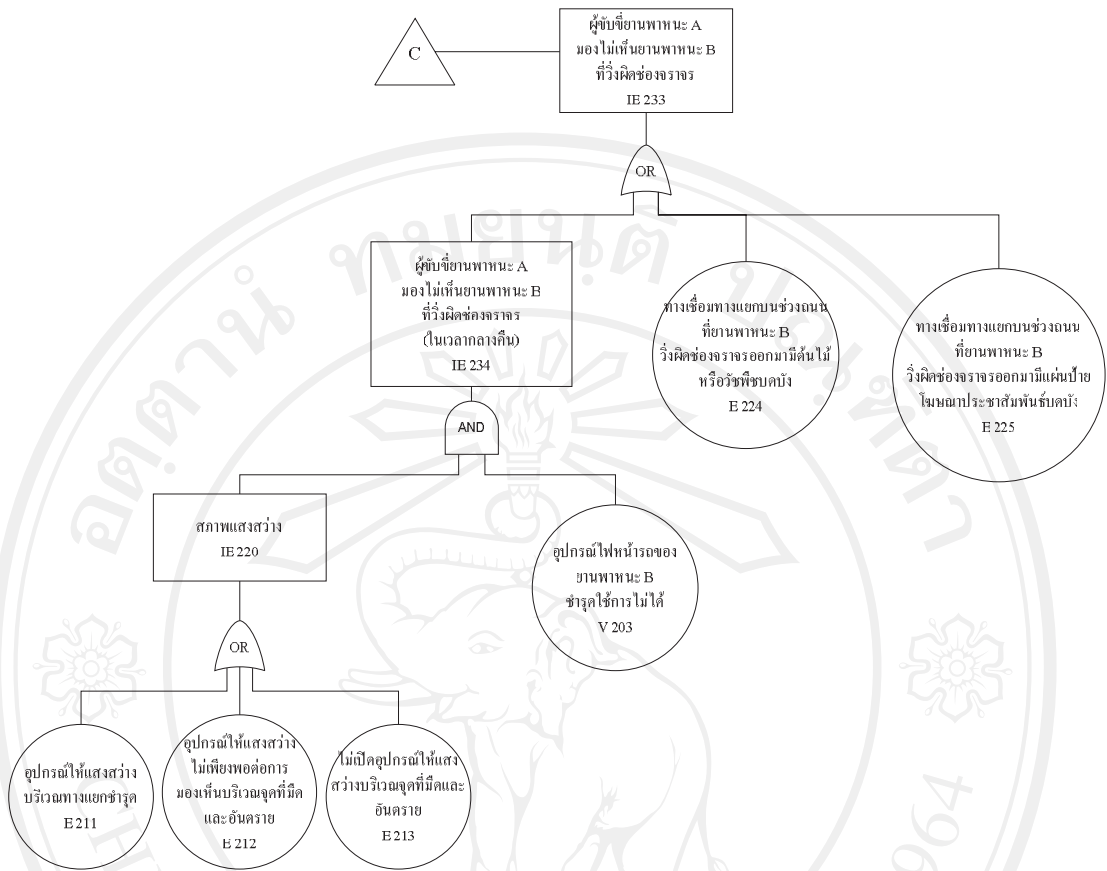 C
ผู้ขับขี่ยานพาหนะ A
มองไม่เห็นยานพาหนะ B
ที่วิ่งผิดช่องจราจร
IE 233
OR
ผู้ขับขี่ยานพาหนะ A
มองไม่เห็นยานพาหนะ B
ที่วิ่งผิดช่องจราจร
(ในเวลากลางคืน)
IE 234
ทางเชื่อมทางแยกบนช่วงถนน
ที่ยานพาหนะ B
วิ่งผิดช่องจราจรออกมามีต้นไม้
หรือวัชพืชบดบัง
E 224
ทางเชื่อมทางแยกบนช่วงถนน
ที่ยานพาหนะ B
วิ่งผิดช่องจราจรออกมามีแผ่นป้าย
โฆษณาประชาสัมพันธ์บดบัง
E 225
AND
สภาพแสงสว่าง
IE 220
อุปกรณ์ไฟหน้ารถของ
ยานพาหนะ B
ชำรุดใช้การไม่ได้
V 203
OR
อุปกรณ์ให้แสงสว่าง
บริเวณทางแยกชำรุด
E 211
อุปกรณ์ให้แสงสว่าง
ไม่เพียงพอต่อการ
มองเห็นบริเวณจุดที่มืด
และอันตราย
E 212
ไม่เปิดอุปกรณ์ให้แสง
สว่างบริเวณจุดที่มืดและ
อันตราย
E 213
อตฺตานํ ทมยนฺติ ปณฺฑิตา
1964